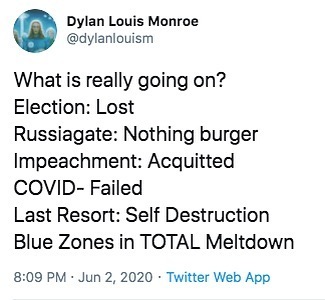 Dylan Louis Monroe
@dylanlouism
What is really going on?
Election: Lost
Russiagate: Nothing burger
Impeachment: Acquitted
COVID- Failed
Last Resort: Self Destruction
Blue Zones in TOTAL Meltdown
8:09 PM · Jun 2, 2020 · Twitter Web App